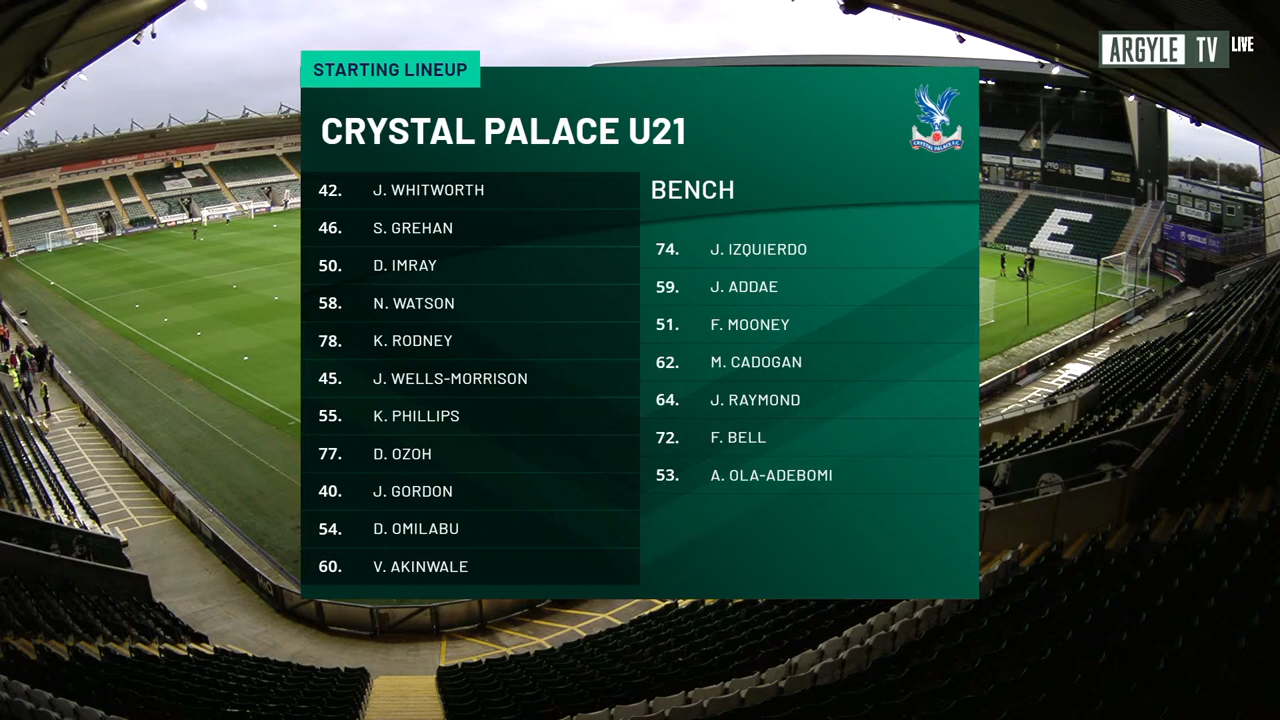 ARGYLE TV LIVE
STARTING LINEUP
CRYSTAL PALACE U21
CRYSTAL PALACE F.C.
42. J. WHITWORTH
46. S. GREHAN
50. D. IMRAY
58. N. WATSON
78. K. RODNEY
45. J. WELLS-MORRISON
55. K. PHILLIPS
77. D. OZOH
40. J. GORDON
54. D. OMILABU
60. V. AKINWALE
BENCH
74. J. IZQUIERDO
59. J. ADDAE
51. F. MOONEY
62. M. CADOGAN
64. J. RAYMOND
72. F. BELL
53. A. OLA-ADEBOMI
E